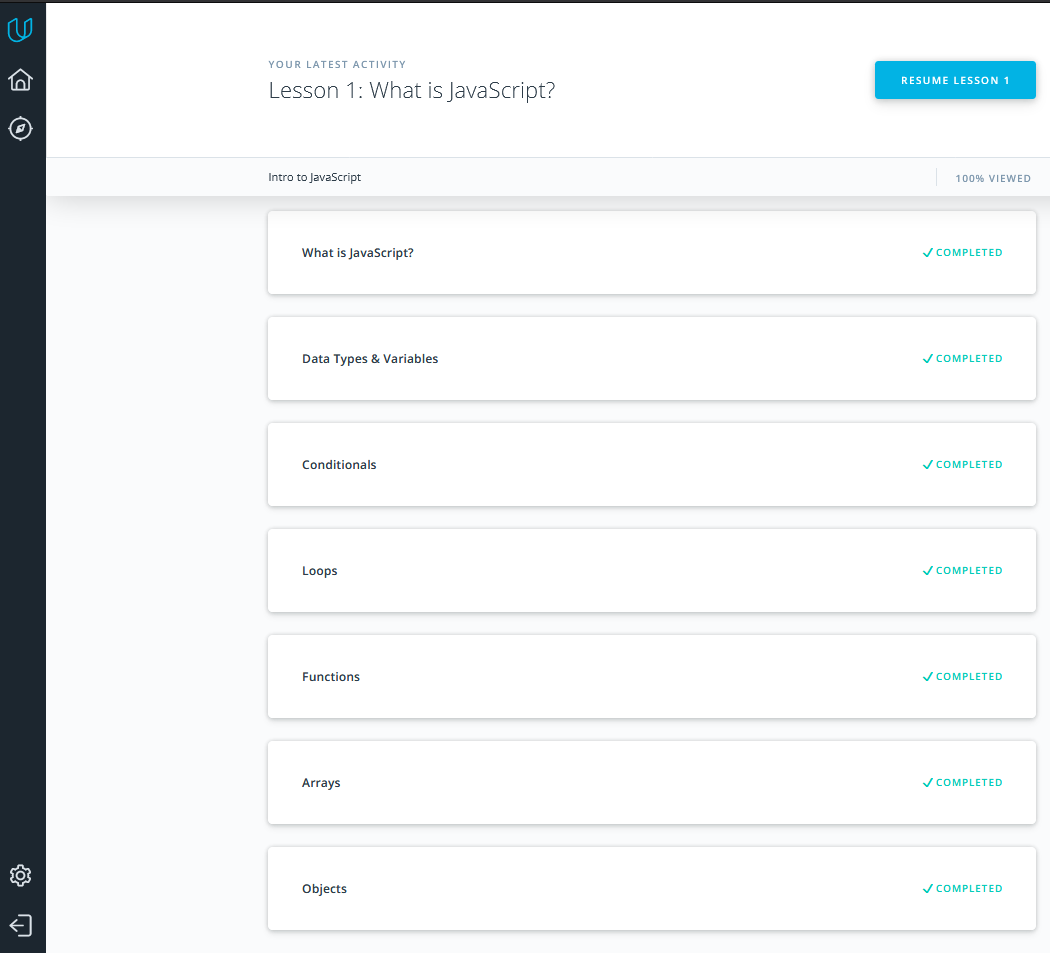 YOUR LATEST ACTIVITY
Lesson 1: What is JavaScript?
RESUME LESSON 1
Intro to JavaScript
100% VIEWED
What is JavaScript?
COMPLETED
Data Types & Variables
COMPLETED
Conditionals
COMPLETED
Loops
COMPLETED
Functions
COMPLETED
Arrays
COMPLETED
Objects
COMPLETED